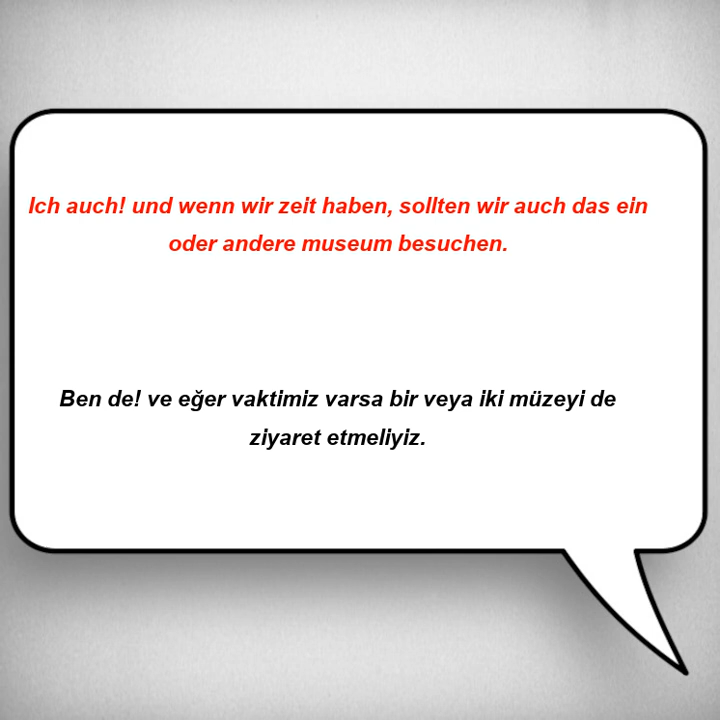 Ich auch! und wenn wir zeit haben, sollten wir auch das ein
oder andere museum besuchen.
Ben de! ve eğer vaktimiz varsa bir veya iki müzeyi de
ziyaret etmeliyiz.